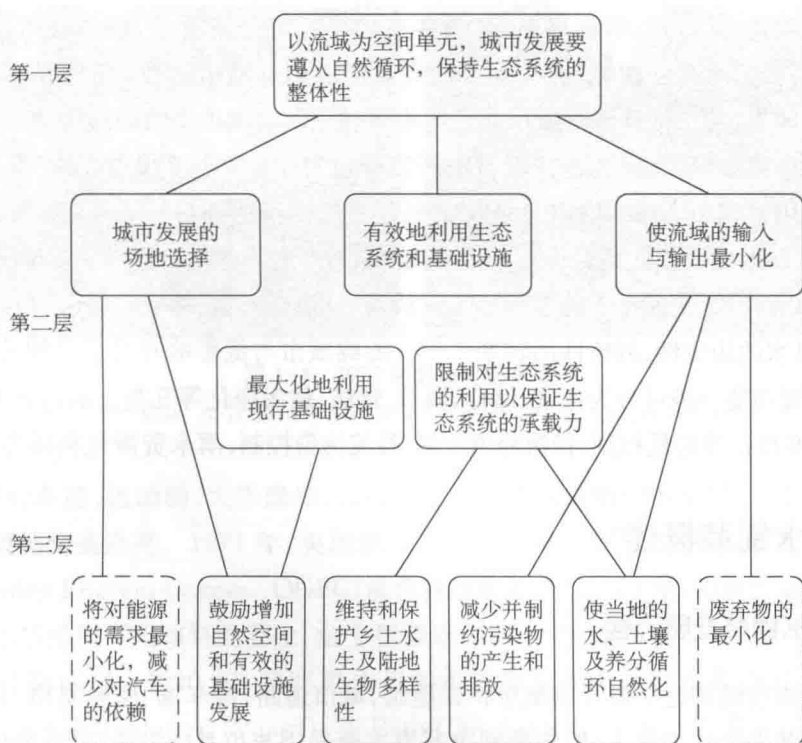 第一层
以流域为空间单元，城市发展要
遵从自然循环，保持生态系统的
整体性
城市发展的
场地选择
有效地利用生态
系统和基础设施
使流域的输入
与输出最小化
第二层
最大化地利用
现存基础设施
限制对生态系统
的利用以保证生
态系统的承载力
第三层
将对能源
的需求最
小化，减
少对汽车
的依赖
鼓励增加
自然空间
和有效的
基础设施
发展
维持和保
护乡土水
生及陆地
生物多样
性
减少并制
约污染物
的产生和
排放
使当地的
水、土壤
及养分循
环自然化
废弃物的
最小化